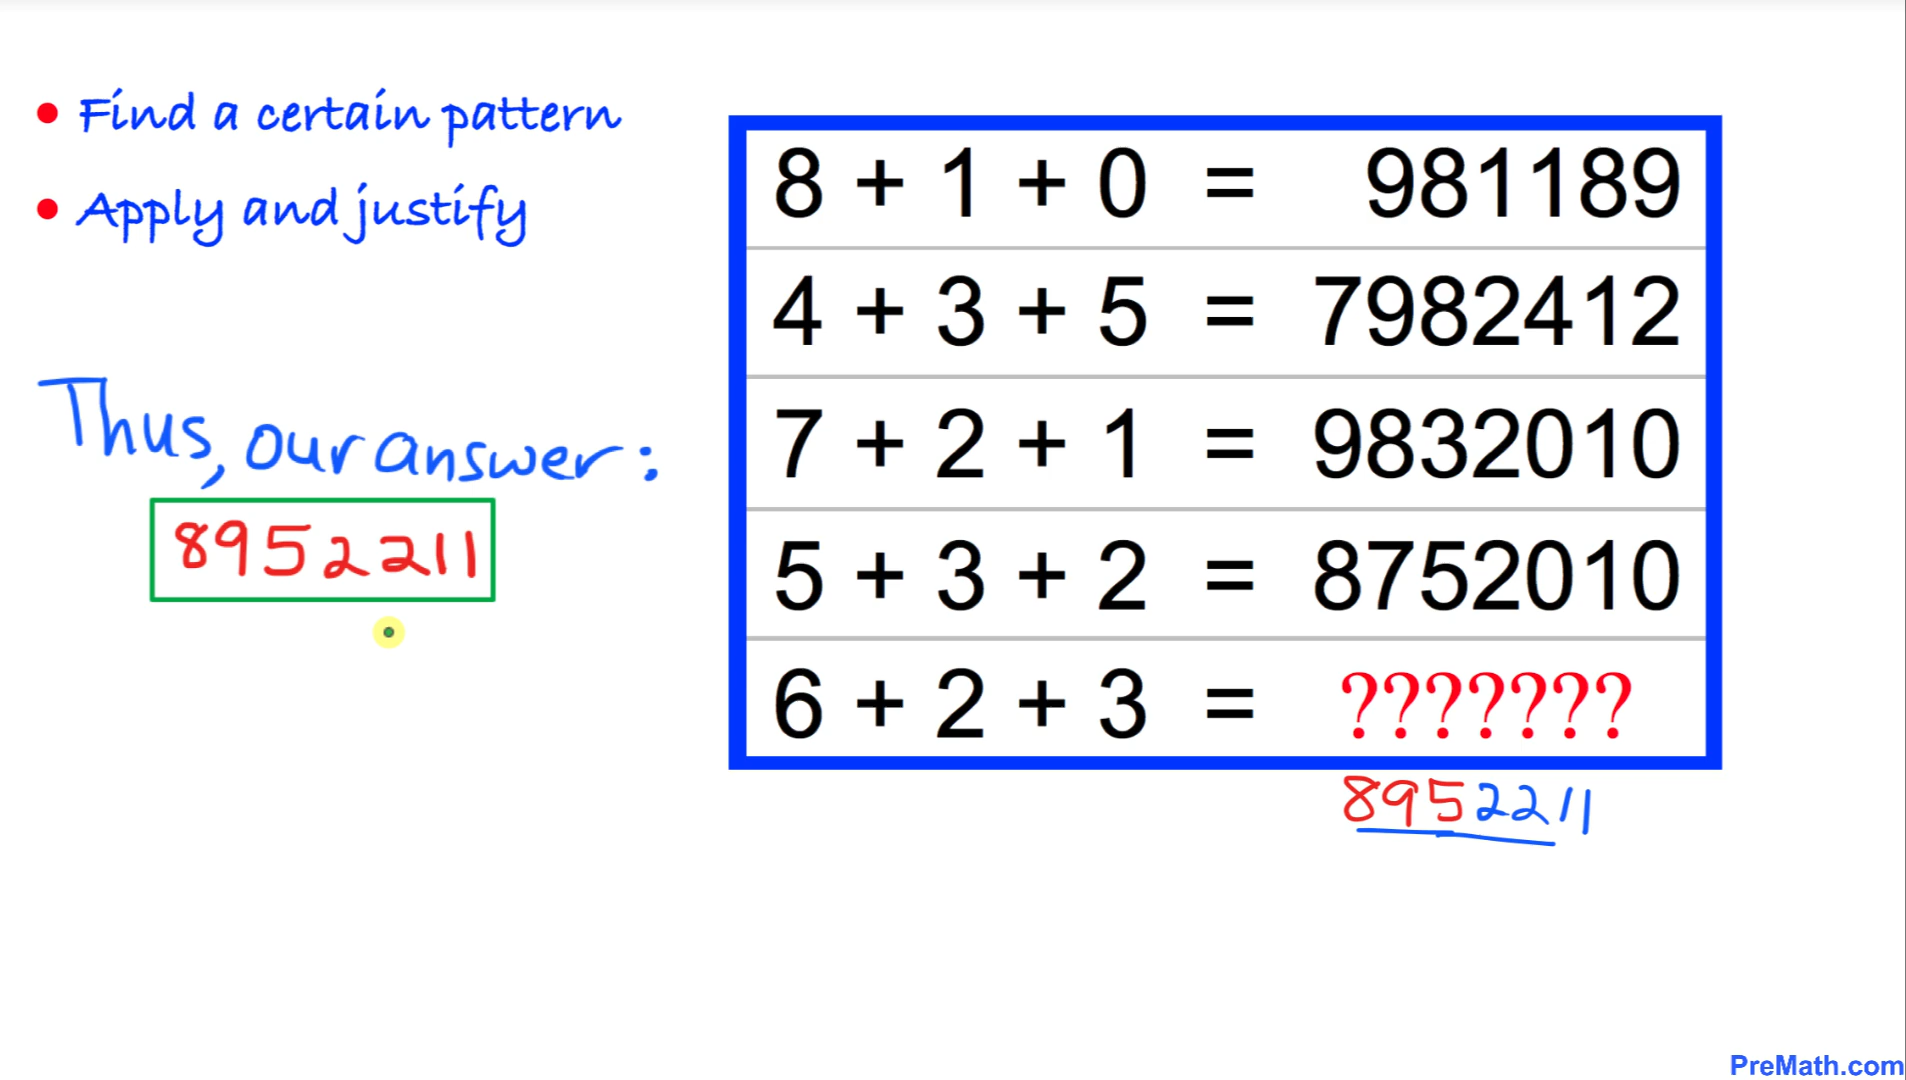 • Find a certain pattern
• Apply and justify
Thus, our answer:
8952211
8 + 1 + 0 = 981189
4 + 3 + 5 = 7982412
7 + 2 + 1 = 9832010
5 + 3 + 2 = 8752010
6 + 2 + 3 = ???????
8952211
PreMath.com